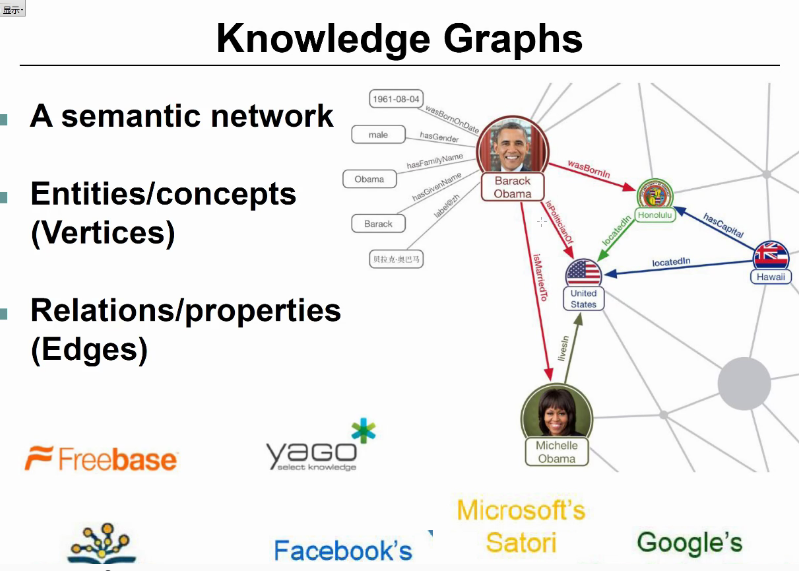 显示
Knowledge Graphs
A semantic network
Entities/concepts
(Vertices)
Relations/properties
(Edges)
1961-08-04
wasBornOnDate
male
hasGender
Obama
hasFamilyName
Barack
hasGivenName
贝拉克·奥巴马
label@zh
Barack
Obama
wasBornIn
isPoliticianOf
isMarriedTo
Honolulu
locatedIn
hasCapital
locatedIn
Hawaii
United
States
livesIn
Michelle
Obama
Freebase
yago
select knowledge
Facebook's
Microsoft's
Satori
Google's